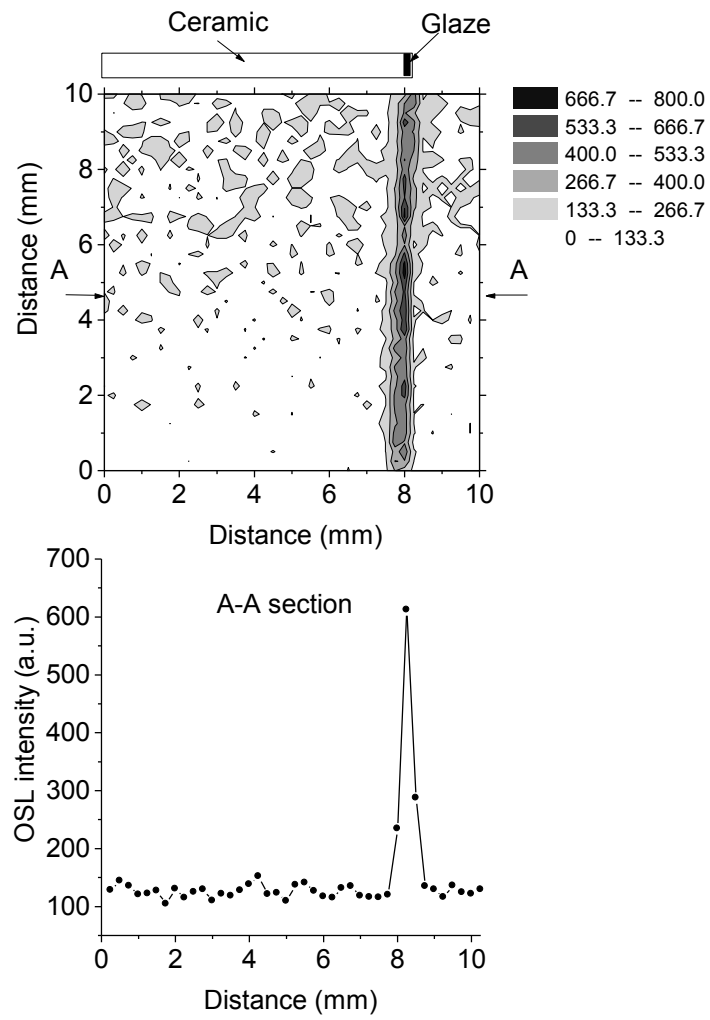 Ceramic Glaze
10
8
6
4
2
0
Distance (mm)
A A
0 2 4 6 8 10
Distance (mm)
666.7 -- 800.0
533.3 -- 666.7
400.0 -- 533.3
266.7 -- 400.0
133.3 -- 266.7
0 -- 133.3
700
600
500
400
300
200
100
OSL intensity (a.u.)
A-A section
0 2 4 6 8 10
Distance (mm)